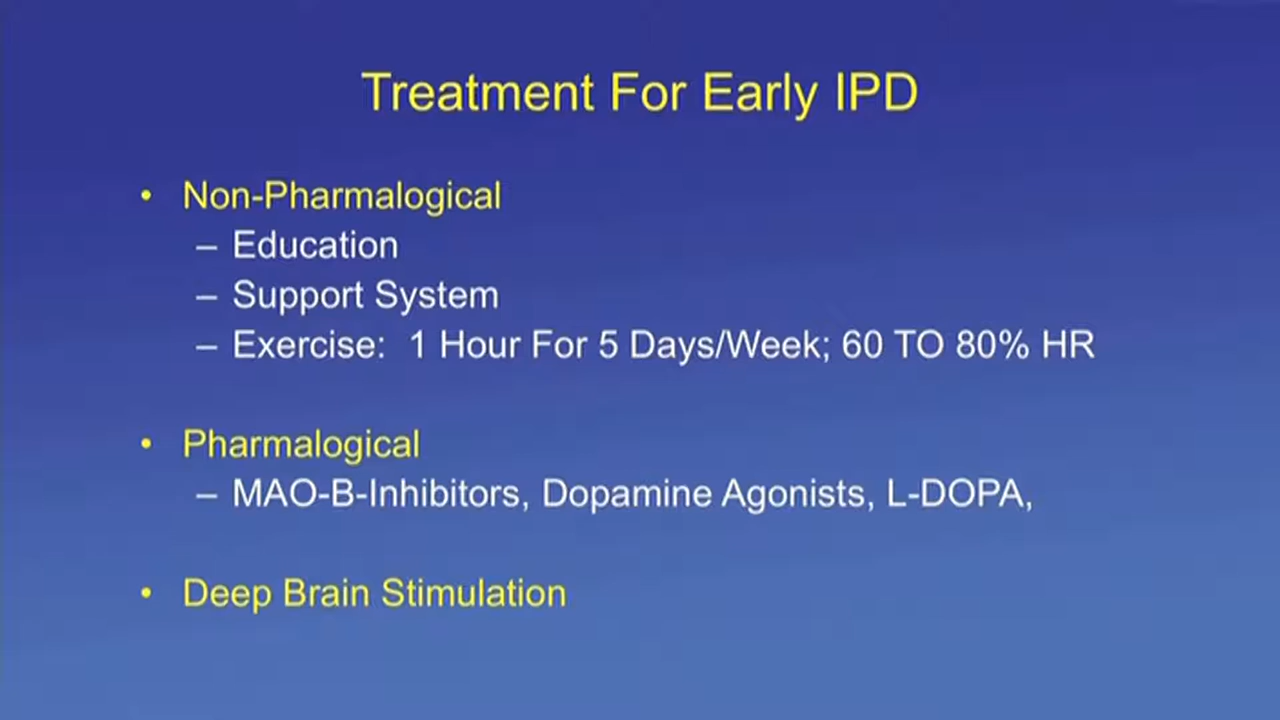 Treatment For Early IPD
• Non-Pharmalogical
– Education
– Support System
– Exercise: 1 Hour For 5 Days/Week; 60 TO 80% HR
• Pharmalogical
– MAO-B-Inhibitors, Dopamine Agonists, L-DOPA,
• Deep Brain Stimulation